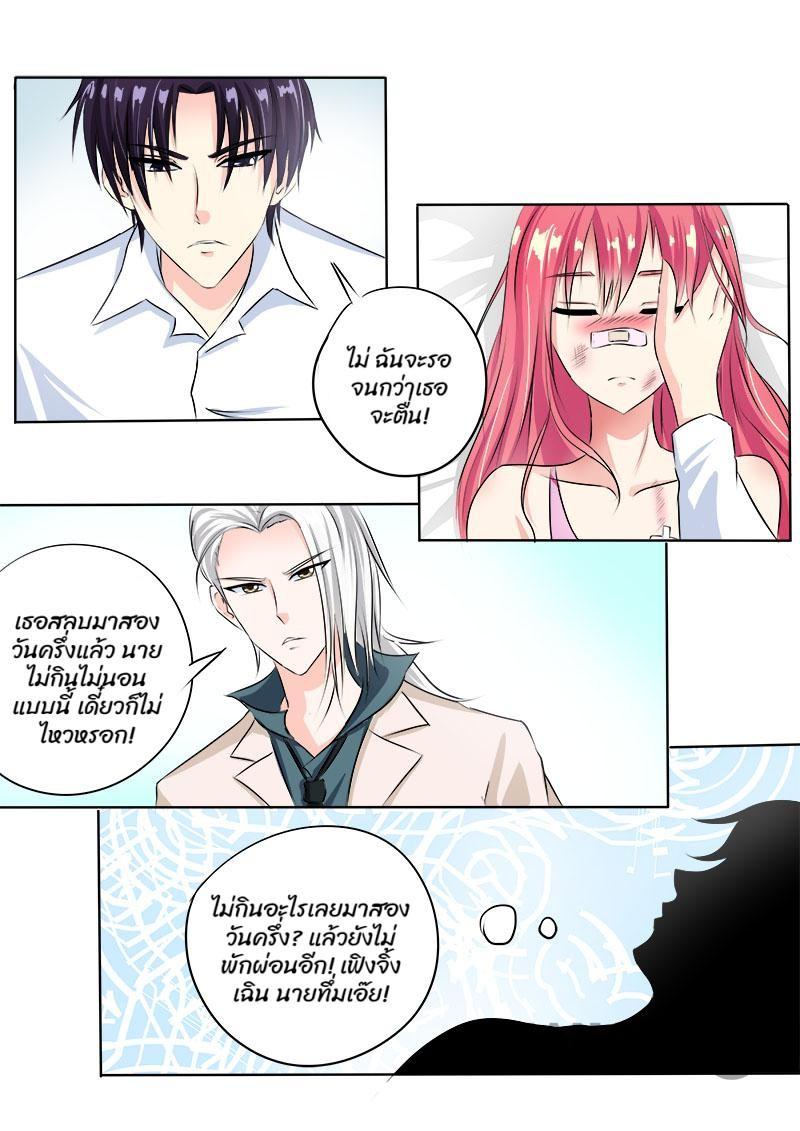 ไม่ ฉันจะรอ
จนกว่าเธอ
จะตื่น!
เธอสลบมาสอง
วันครึ่งแล้ว นาย
ไม่กินไม่นอน
แบบนี้ เดี๋ยวก็ไม่
ไหวหรอก!
ไม่กินอะไรเลยมาสอง
วันครึ่ง? แล้วยังไม่
พักผ่อนอีก! เฟิงจิ้ง
เฉิน นายทึ่มเอ๊ย!